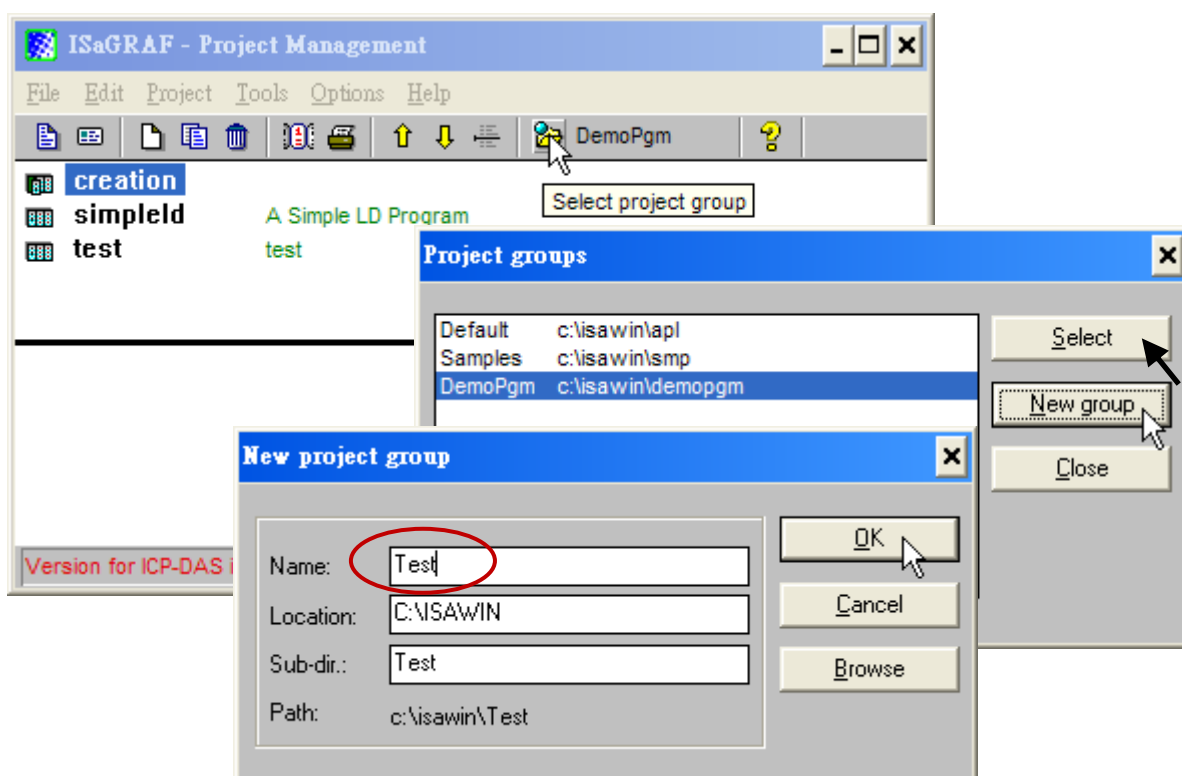 ISaGRAF - Project Management
File Edit Project Tools Options Help
DemoPgm
Select project group
creation
simpleld A Simple LD Program
test test
Project groups
Default c:\isawin\apl
Samples c:\isawin\smp
DemoPgm c:\isawin\demopgm
Select
New group
Close
New project group
Name: Test
Location: C:\ISAWIN
Sub-dir.: Test
Path: c:\isawin\Test
OK
Cancel
Browse
Version for ICP-DAS